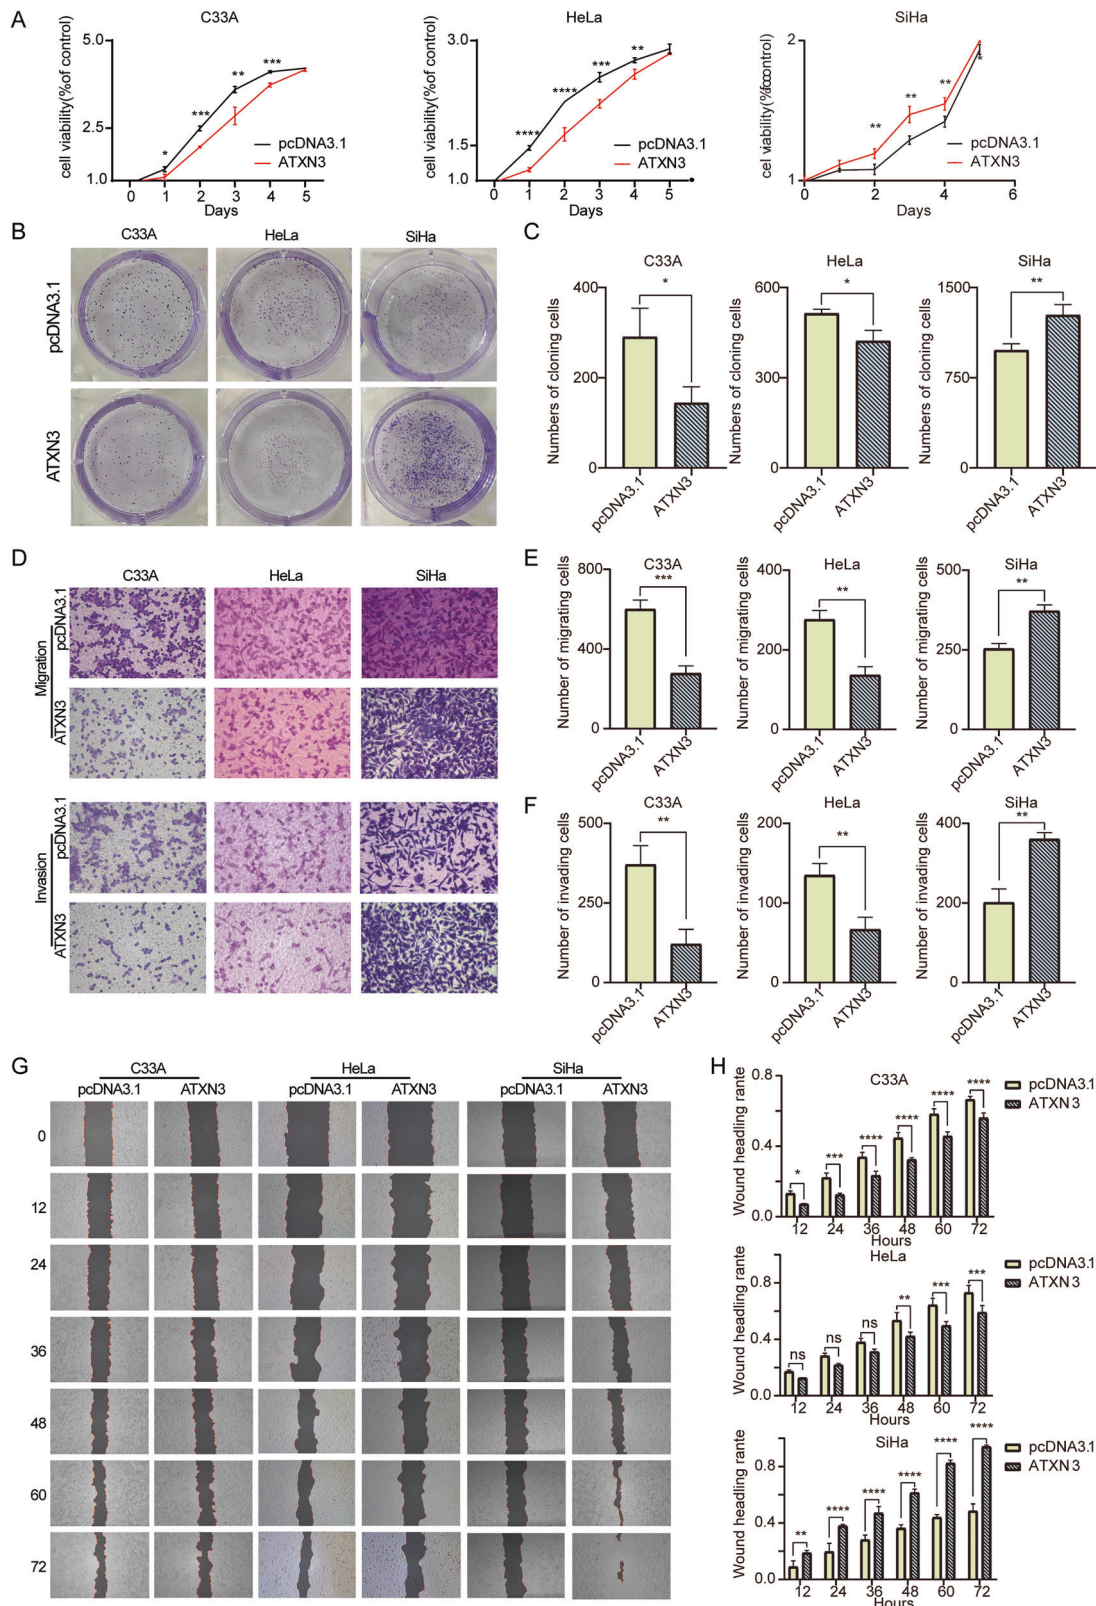 A
C33A
5.0
2.5
1.0
cell viability(%of control)
*
***
**
***
pcDNA3.1
ATXN3
0 1 2 3 4 5
Days
HeLa
3.0
1.5
1.0
cell viability(%of control)
****
****
***
**
pcDNA3.1
ATXN3
0 1 2 3 4 5
Days
SiHa
2
1
**
**
**
*
pcDNA3.1
ATXN3
0 2 4 6
Days
B
C33A HeLa SiHa
pcDNA3.1
ATXN3
C
C33A
Numbers of cloning cells
400
200
0
*
pcDNA3.1 ATXN3
HeLa
Numbers of cloning cells
600
300
0
*
pcDNA3.1 ATXN3
SiHa
Numbers of cloning cells
1500
750
0
**
pcDNA3.1 ATXN3
D
C33A HeLa SiHa
Migration
pcDNA3.1
ATXN3
Invasion
pcDNA3.1
ATXN3
E
C33A
Number of migrating cells
800
400
0
***
pcDNA3.1 ATXN3
HeLa
Number of migrating cells
400
200
0
**
pcDNA3.1 ATXN3
SiHa
Number of migrating cells
500
250
0
**
pcDNA3.1 ATXN3
F
C33A
Number of invading cells
500
250
0
**
pcDNA3.1 ATXN3
HeLa
Number of invading cells
200
100
0
**
pcDNA3.1 ATXN3
SiHa
Number of invading cells
400
200
0
**
pcDNA3.1 ATXN3
G
C33A HeLa SiHa
pcDNA3.1 ATXN3 pcDNA3.1 ATXN3 pcDNA3.1 ATXN3
0
12
24
36
48
60
72
H
C33A
Wound headling rante
0.8
0.4
0.0
* *** **** **** **** ****
pcDNA3.1
ATXN3
12 24 36 48 60 72
Hours
HeLa
Wound headling rante
0.8
0.4
0.0
ns ns ns ** *** ***
pcDNA3.1
ATXN3
12 24 36 48 60 72
Hours
SiHa
Wound headling rante
0.8
0.4
0.0
** **** **** **** **** ****
pcDNA3.1
ATXN3
12 24 36 48 60 72
Hours